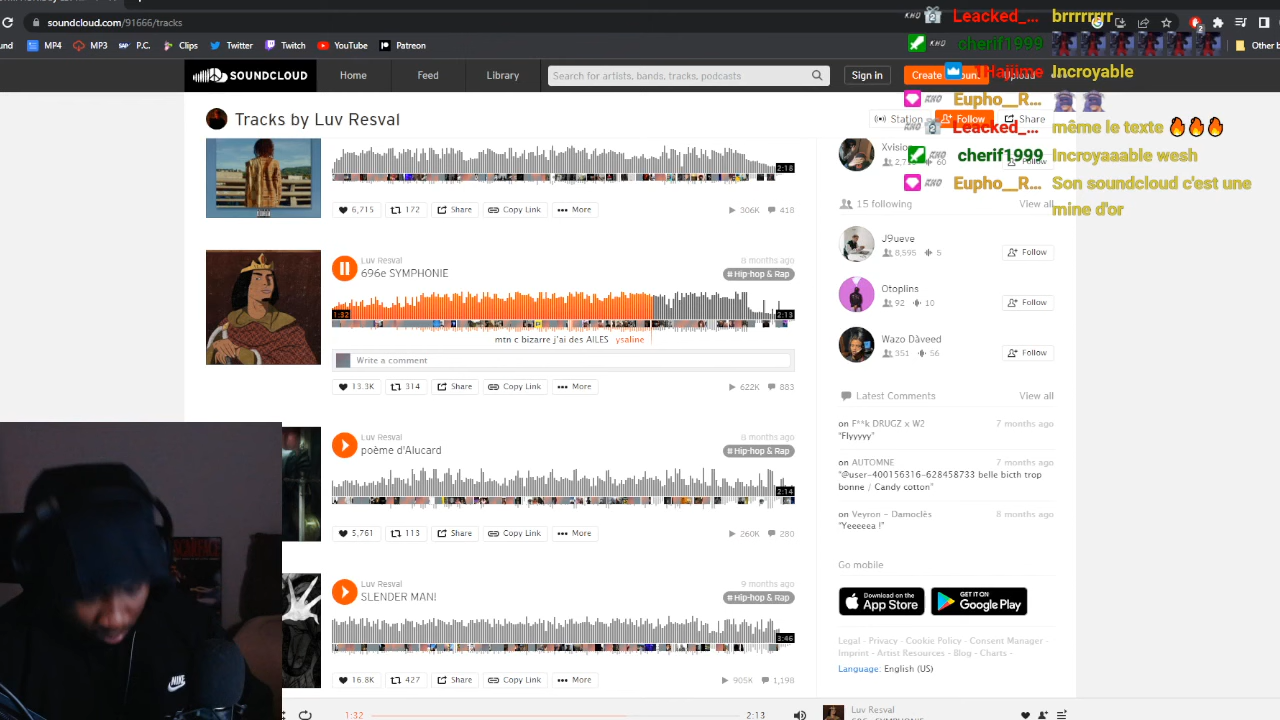 soundcloud.com/91666/tracks
und MP4 MP3 P.C. Clips Twitter Twitch YouTube Patreon Other
SOUNDCLOUD Home Feed Library Search for artists, bands, tracks, podcasts Sign in Upload
Leacked_... brrrrrrr
cherif1999
1Hajjime Incroyable
Eupho__R...
Leacked_... même le texte 🔥🔥🔥
cherif1999 Incroyaaable wesh
Eupho__R... Son soundcloud c'est une
mine d'or
Tracks by Luv Resval
Station Follow Share
2:18
6,715 172 Share Copy Link More 306K 418
Luv Resval 8 months ago
696e SYMPHONIE # Hip-hop & Rap
1:32 2:13
mtn c bizarre j'ai des AILES ysaline
Write a comment
13.3K 314 Share Copy Link More 622K 883
Luv Resval 8 months ago
poème d'Alucard # Hip-hop & Rap
2:14
5,761 113 Share Copy Link More 260K 280
Luv Resval 9 months ago
SLENDER MAN! # Hip-hop & Rap
3:46
16.8K 427 Share Copy Link More 905K 1,198
60 Follow
15 following View all
J9ueve
8,595 5 Follow
Otoplins
92 10 Follow
Wazo Dàveed
351 56 Follow
Latest Comments View all
on F**k DRUGZ x W2 7 months ago
"Flyyyyy"
on AUTOMNE 7 months ago
"@user-400156316-628458733 belle bicth trop
bonne / Candy cotton"
on Veyron - Damoclès 8 months ago
"Yeeeeea !"
Go mobile
Download on the App Store GET IT ON Google Play
Legal - Privacy - Cookie Policy - Consent Manager -
Imprint - Artist Resources - Blog - Charts -
Language: English (US)
1:32 2:13 Luv Resval
NIKE